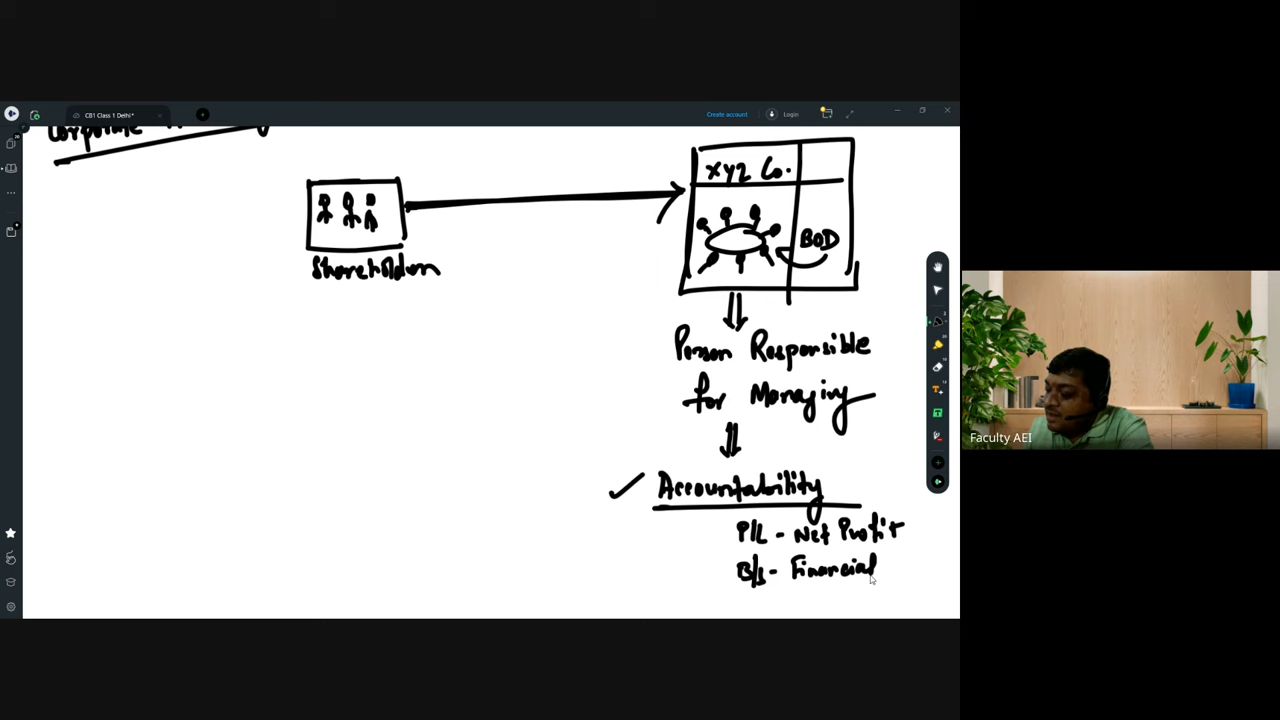 CB1 Class 1 Delhi*
Create account
Login
Corporate
XYZ Co.
BOD
Shareholders
Person Responsible
for Managing
Accountability
P/L - Net Profit
B/S - Financial
Faculty AEI